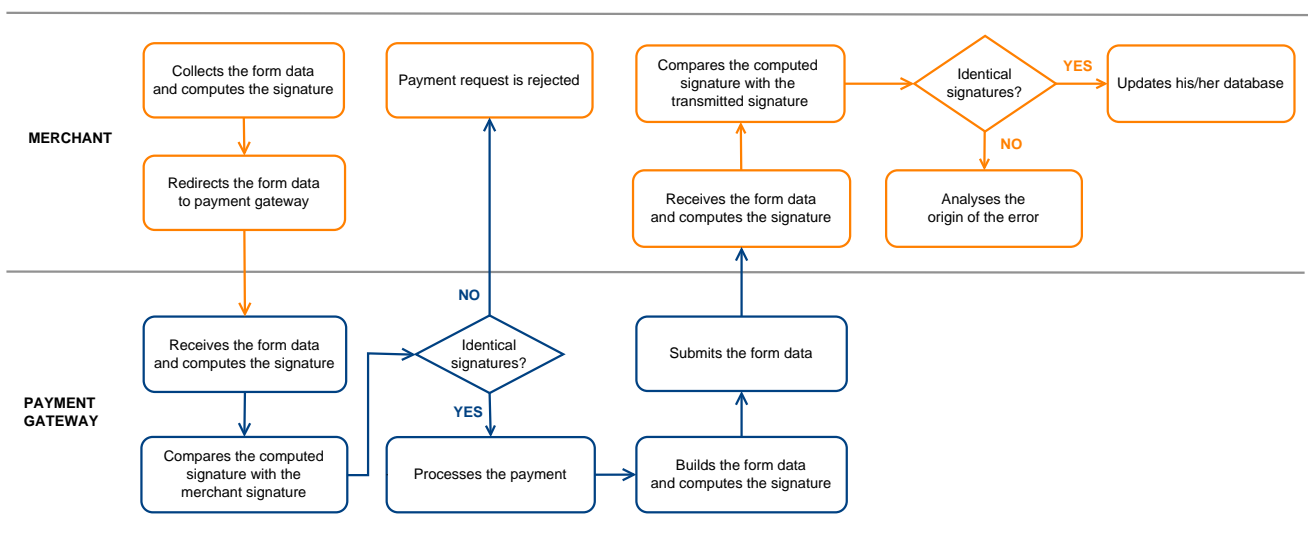 MERCHANT
Collects the form data
and computes the signature
Redirects the form data
to payment gateway
Payment request is rejected
Compares the computed
signature with the
transmitted signature
Receives the form data
and computes the signature
Identical
signatures?
YES
NO
Updates his/her database
Analyses the
origin of the error
PAYMENT
GATEWAY
Receives the form data
and computes the signature
Compares the computed
signature with the
merchant signature
NO
Identical
signatures?
YES
Processes the payment
Submits the form data
Builds the form data
and computes the signature